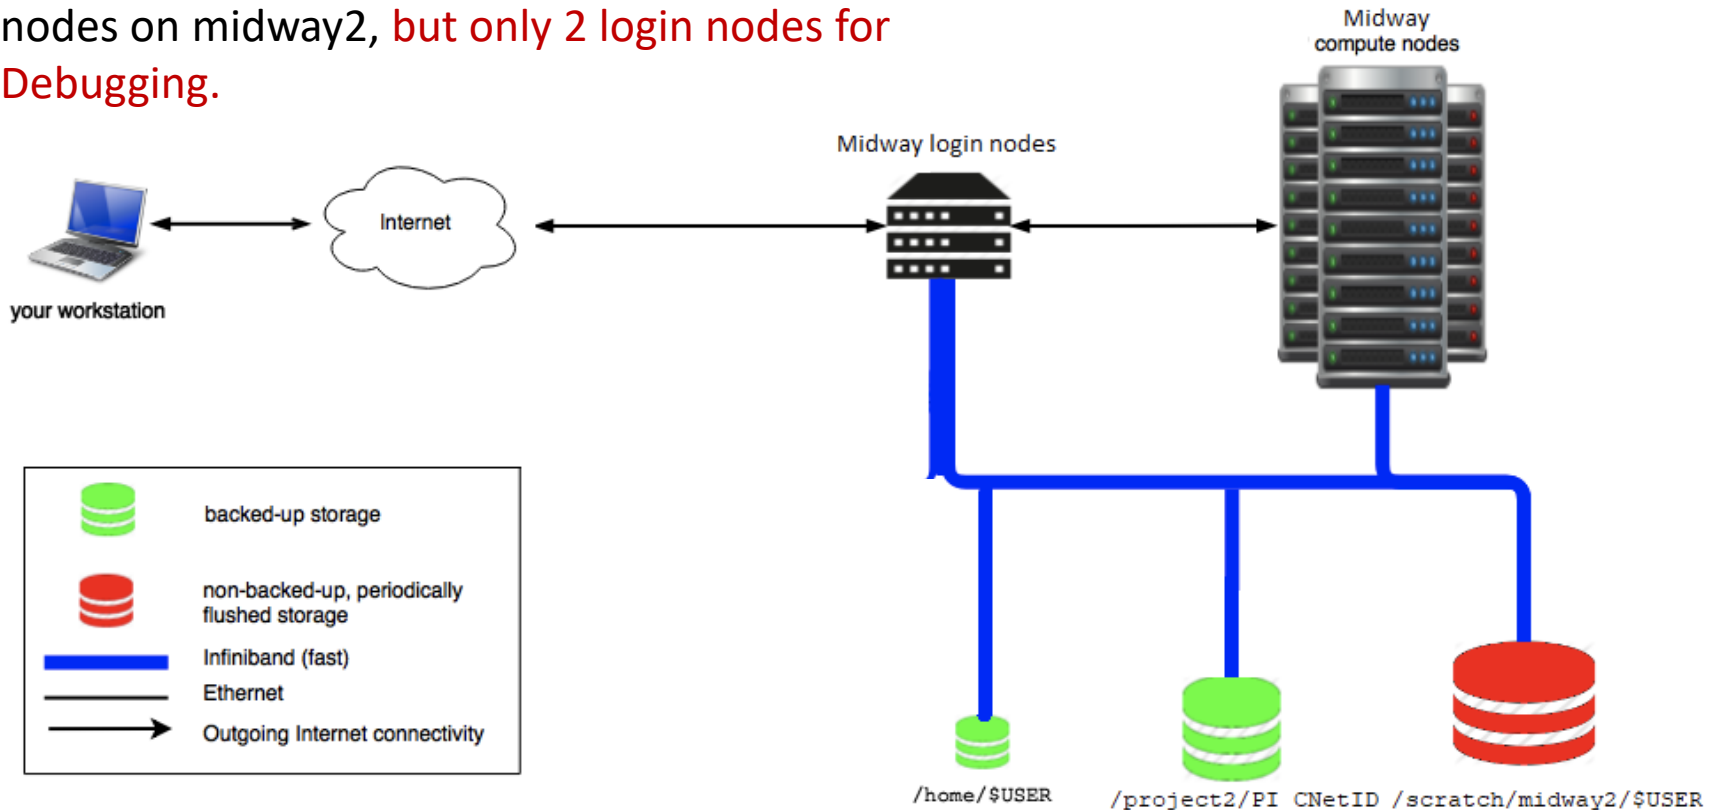 nodes on midway2, but only 2 login nodes for
Debugging.
Midway
compute nodes
Midway login nodes
Internet
your workstation
backed-up storage
non-backed-up, periodically
flushed storage
Infiniband (fast)
Ethernet
Outgoing Internet connectivity
/home/$USER
/project2/PI CNetID
/scratch/midway2/$USER